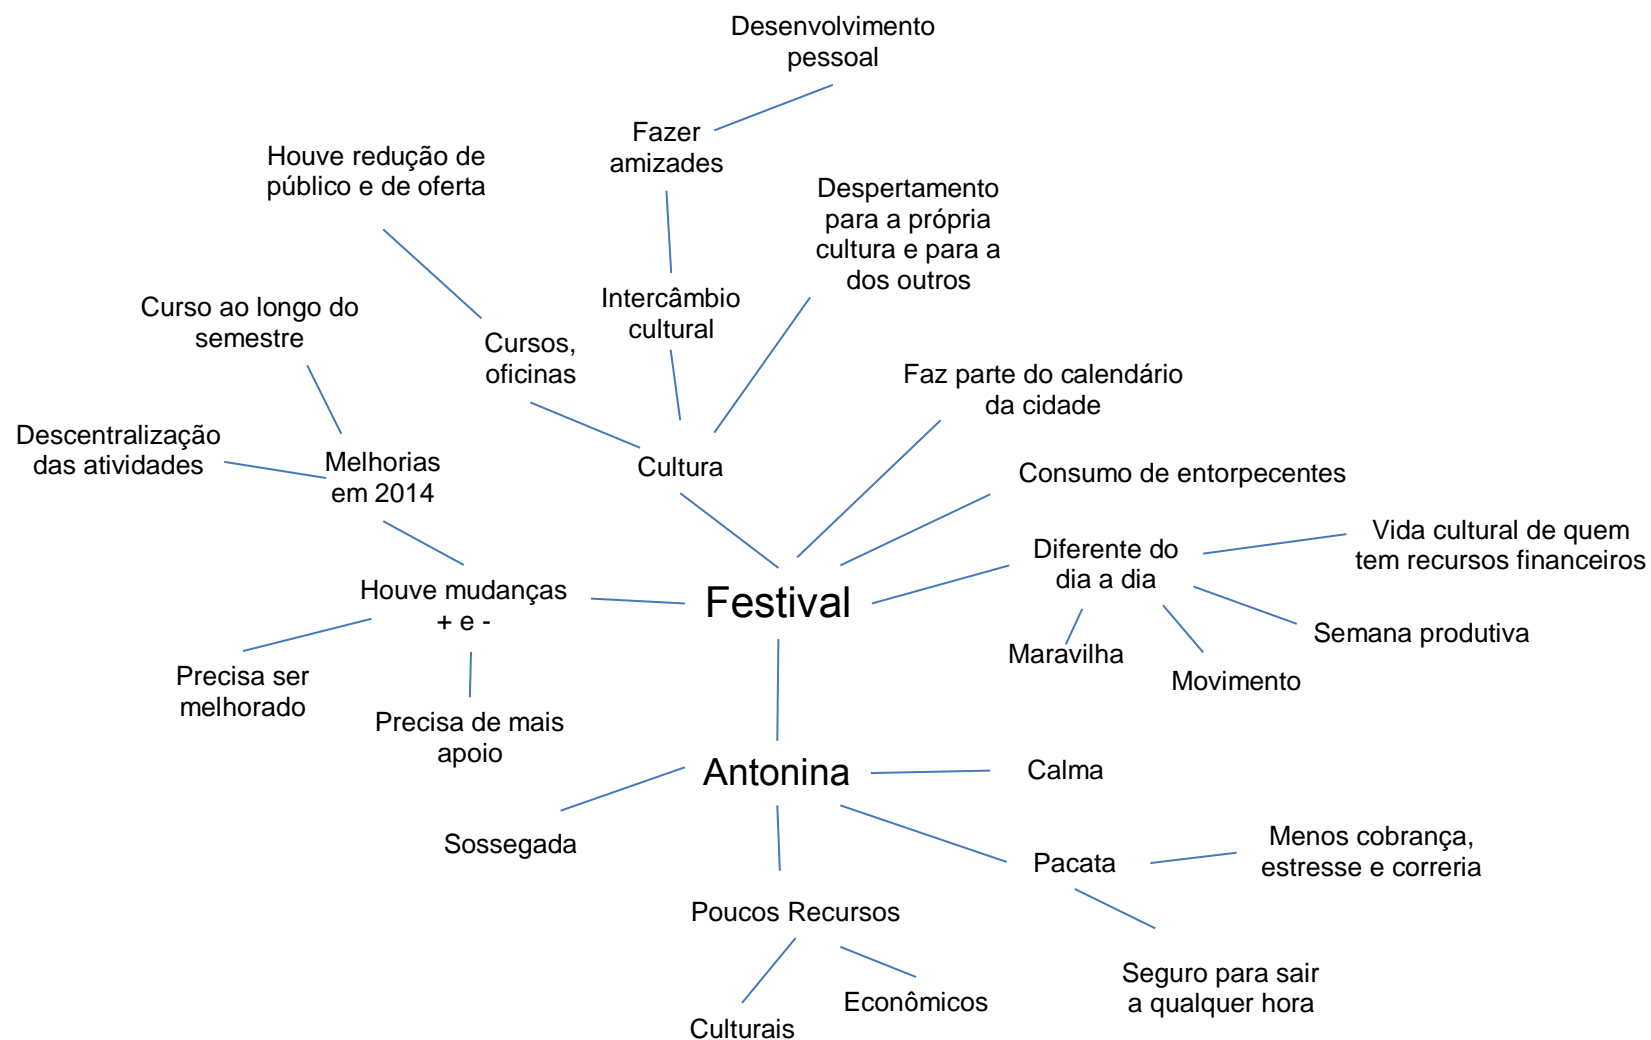 Desenvolvimento
pessoal
Fazer
amizades
Houve redução de
público e de oferta
Despertamento
para a própria
cultura e para a
dos outros
Intercâmbio
cultural
Curso ao longo do
semestre
Cursos,
oficinas
Faz parte do calendário
da cidade
Descentralização
das atividades
Melhorias
em 2014
Cultura
Consumo de entorpecentes
Vida cultural de quem
tem recursos financeiros
Diferente do
dia a dia
Houve mudanças
+ e -
Festival
Semana produtiva
Maravilha
Movimento
Precisa ser
melhorado
Precisa de mais
apoio
Antonina
Calma
Sossegada
Pacata
Menos cobrança,
estresse e correria
Poucos Recursos
Seguro para sair
a qualquer hora
Econômicos
Culturais